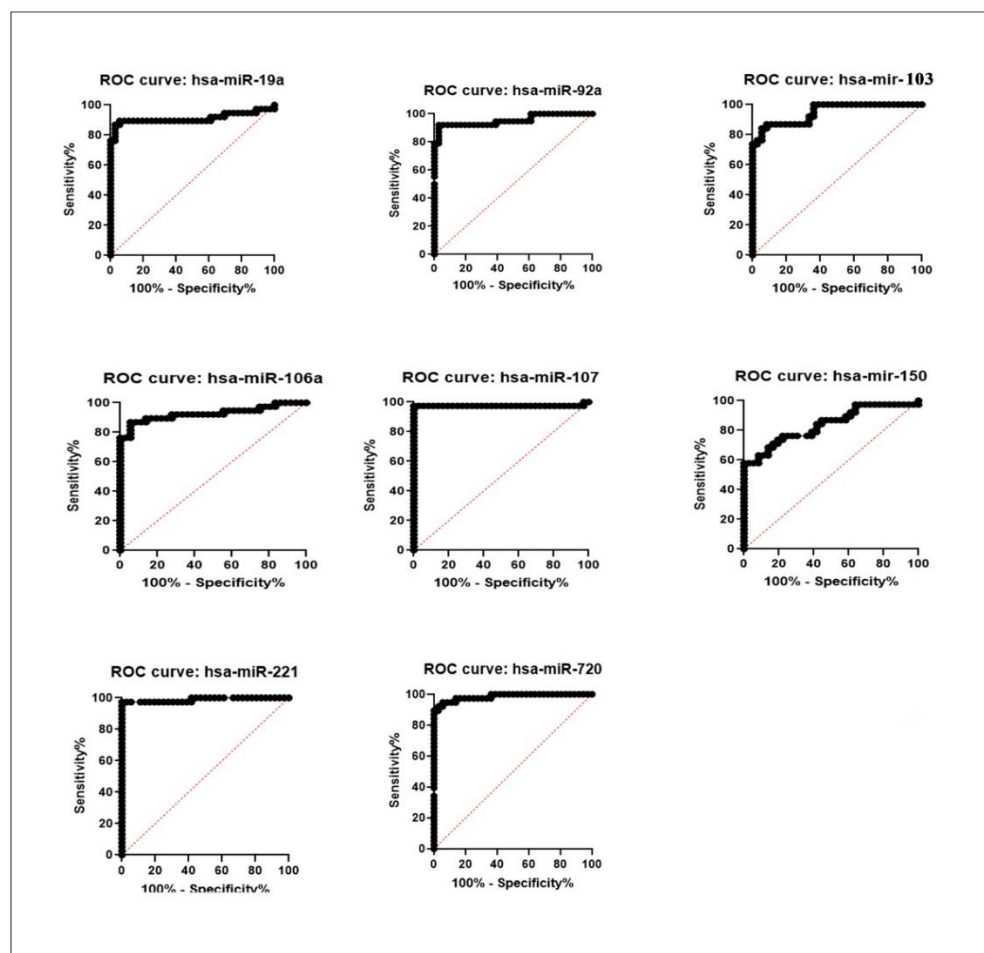 ROC curve: hsa-miR-19a
100
80
60
40
20
0
Sensitivity%
0 20 40 60 80 100
100% - Specificity%
ROC curve: hsa-miR-92a
100
80
60
40
20
0
Sensitivity%
0 20 40 60 80 100
100% - Specificity%
ROC curve: hsa-mir-103
100
80
60
40
20
0
Sensitivity%
0 20 40 60 80 100
100% - Specificity%
ROC curve: hsa-miR-106a
100
80
60
40
20
0
Sensitivity%
0 20 40 60 80 100
100% - Specificity%
ROC curve: hsa-miR-107
100
80
60
40
20
0
Sensitivity%
0 20 40 60 80 100
100% - Specificity%
ROC curve: hsa-mir-150
100
80
60
40
20
0
Sensitivity%
0 20 40 60 80 100
100% - Specificity%
ROC curve: hsa-miR-221
100
80
60
40
20
0
Sensitivity%
0 20 40 60 80 100
100% - Specificity%
ROC curve: hsa-miR-720
100
80
60
40
20
0
Sensitivity%
0 20 40 60 80 100
100% - Specificity%